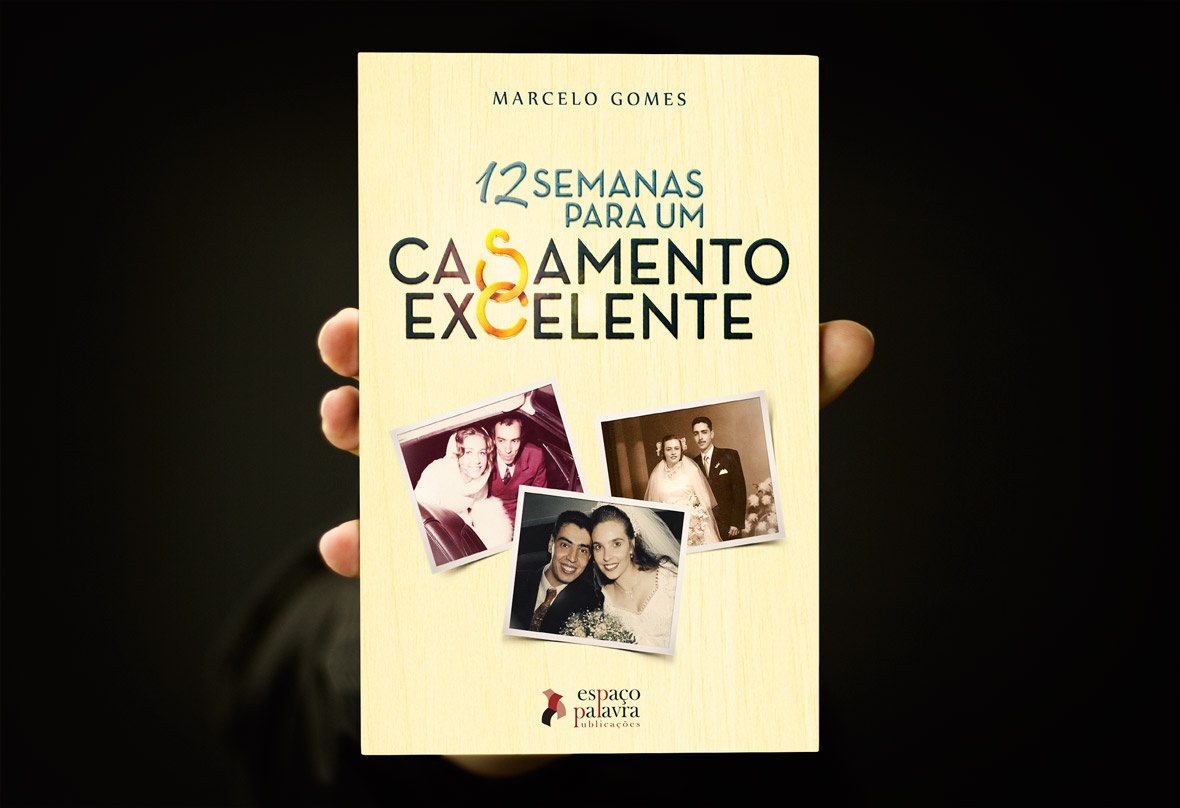 MARCELO GOMES
12 SEMANAS
PARA UM
CASAMENTO
EXCELENTE
espaço
palavra
publicações